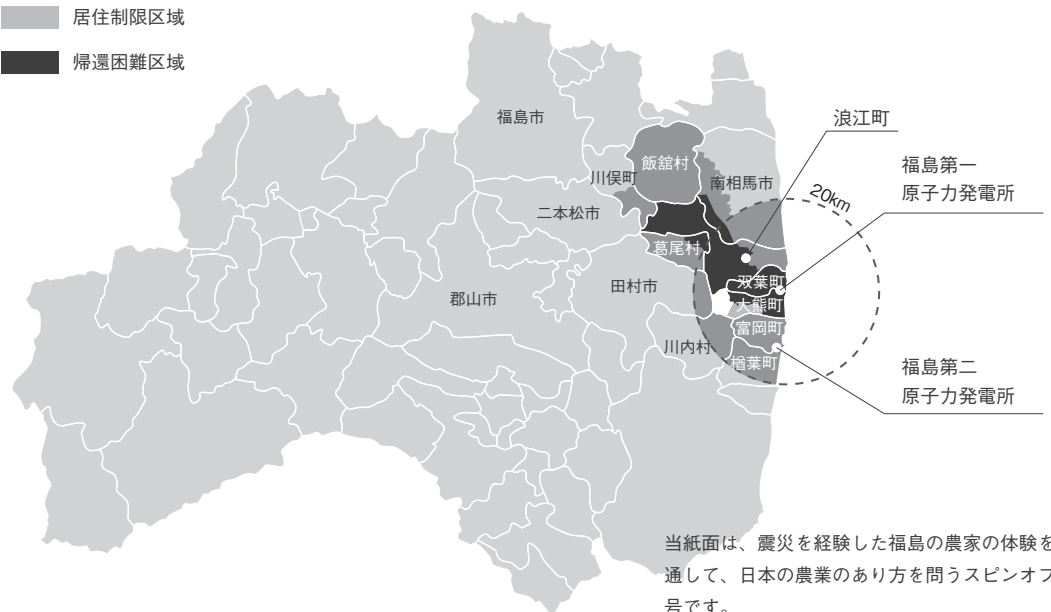 居住制限区域
帰還困難区域
福島市
浪江町
飯舘村
福島第一
原子力発電所
川俣町
南相馬市
20km
二本松市
葛尾村
田村市
双葉町
郡山市
大熊町
富岡町
川内村
楢葉町
福島第二
原子力発電所
当紙面は、震災を経験した福島の農家の体験を
通して、日本の農業のあり方を問うスピンオフ
号です。